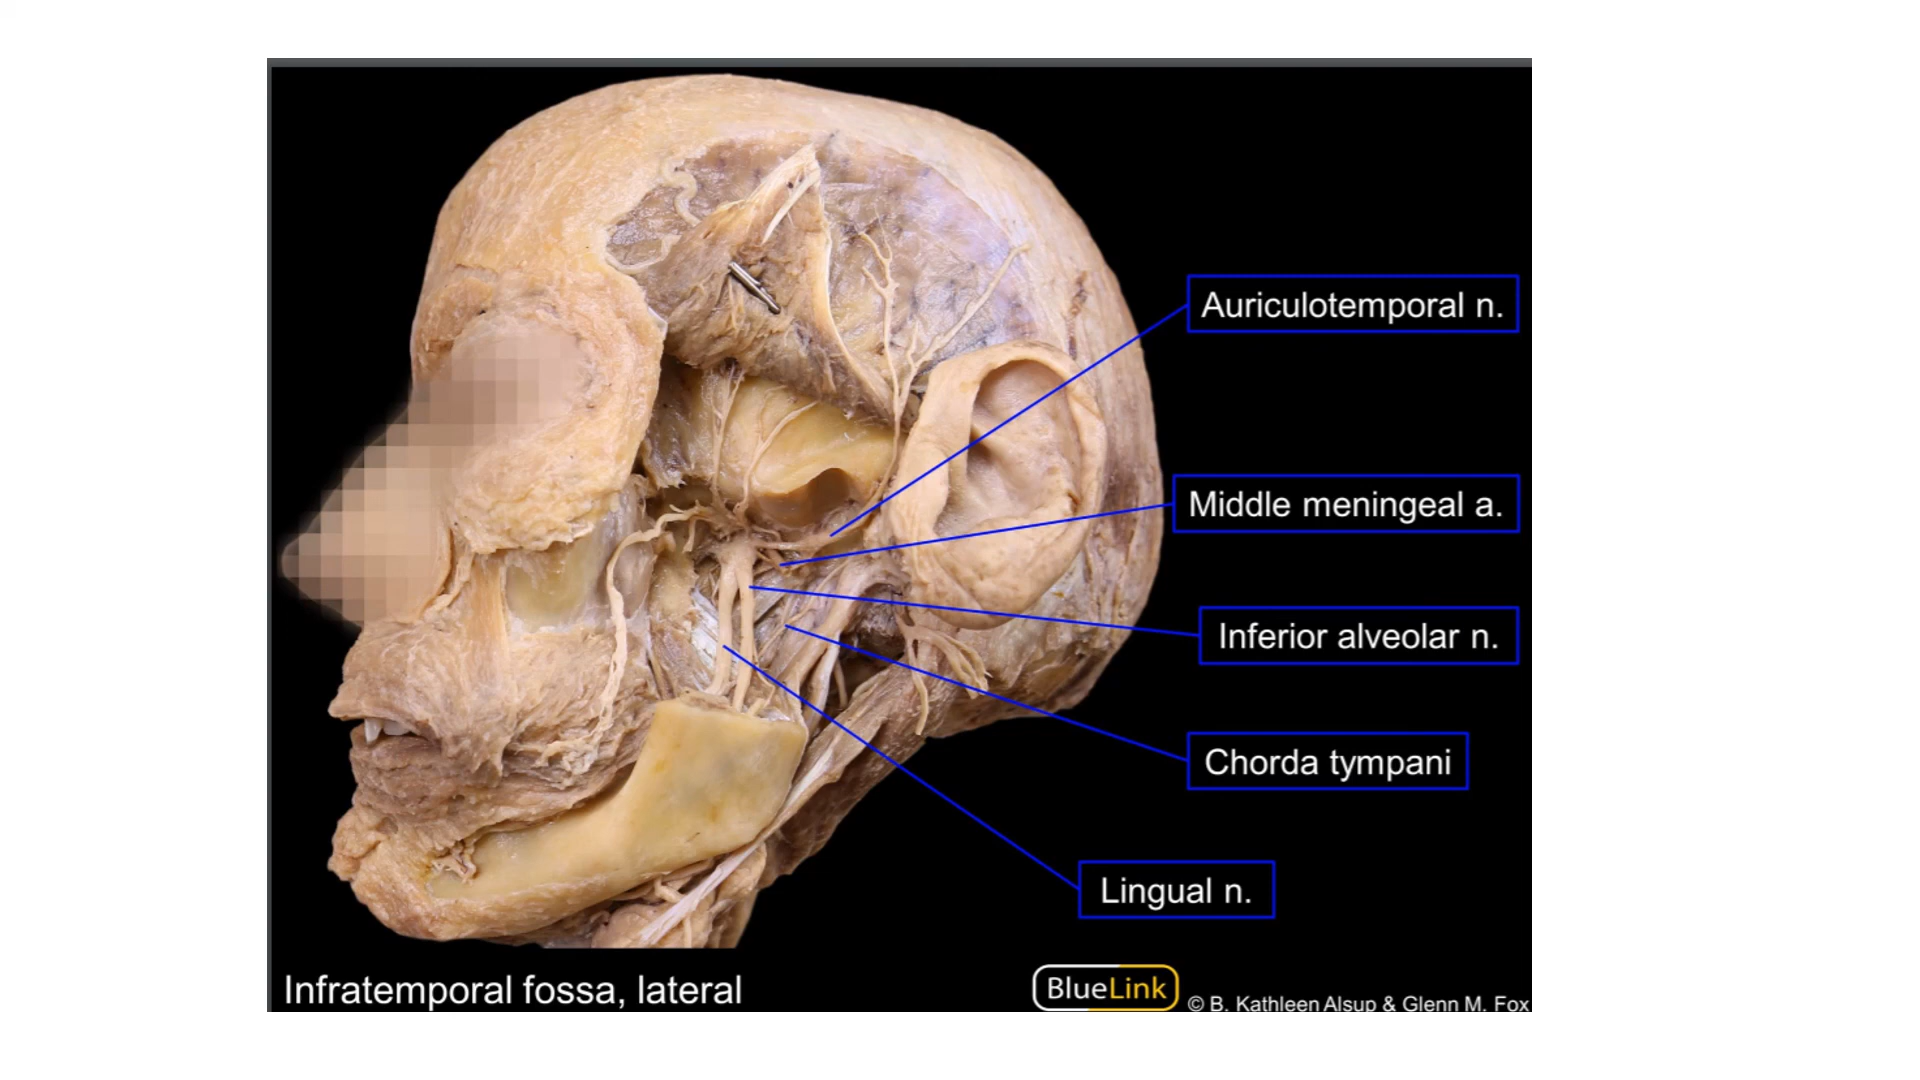 Auriculotemporal n.
Middle meningeal a.
Inferior alveolar n.
Chorda tympani
Lingual n.
Infratemporal fossa, lateral
BlueLink
© B. Kathleen Alsup & Glenn M. Fox